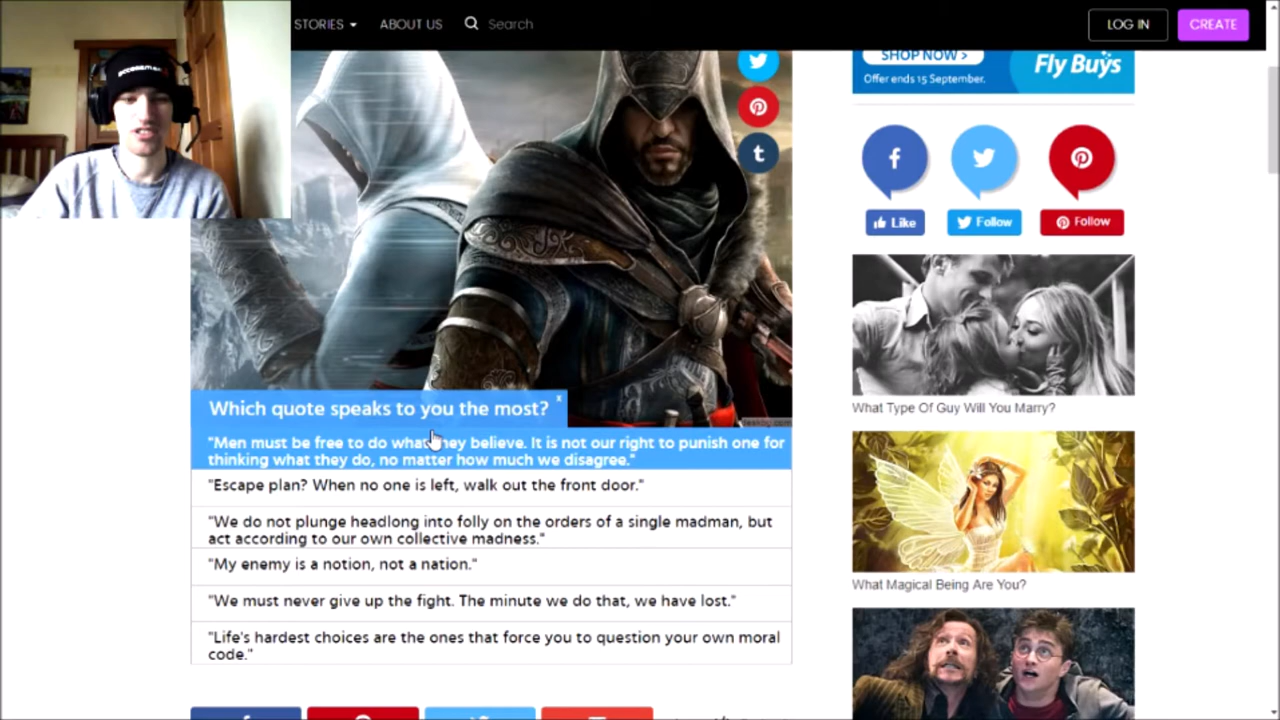 STORIES ABOUT US Search LOG IN CREATE
SHOP NOW >
Offer ends 15 September.
Fly Buys
Like Follow Follow
Which quote speaks to you the most? x
"Men must be free to do what they believe. It is not our right to punish one for
thinking what they do, no matter how much we disagree."
"Escape plan? When no one is left, walk out the front door."
"We do not plunge headlong into folly on the orders of a single madman, but
act according to our own collective madness."
"My enemy is a notion, not a nation."
"We must never give up the fight. The minute we do that, we have lost."
"Life's hardest choices are the ones that force you to question your own moral
code."
What Type Of Guy Will You Marry?
What Magical Being Are You?